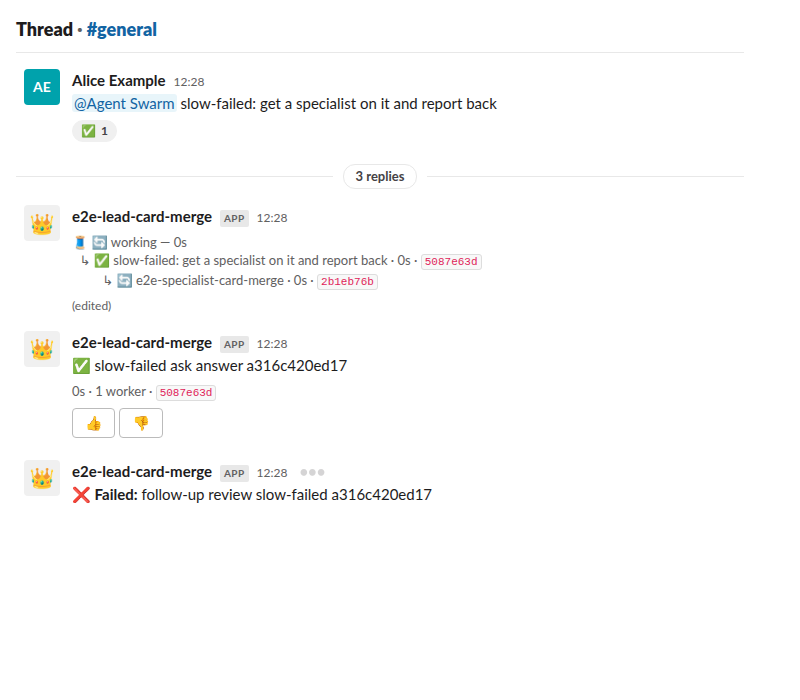 Thread • #general
AE
Alice Example 12:28
@Agent Swarm slow-failed: get a specialist on it and report back
✅ 1
3 replies
e2e-lead-card-merge APP 12:28
🧵 🔄 working — 0s
↳ ✅ slow-failed: get a specialist on it and report back · 0s · 5087e63d
↳ 🔄 e2e-specialist-card-merge · 0s · 2b1eb76b
(edited)
e2e-lead-card-merge APP 12:28
✅ slow-failed ask answer a316c420ed17
0s · 1 worker · 5087e63d
👍 👎
e2e-lead-card-merge APP 12:28
❌ Failed: follow-up review slow-failed a316c420ed17